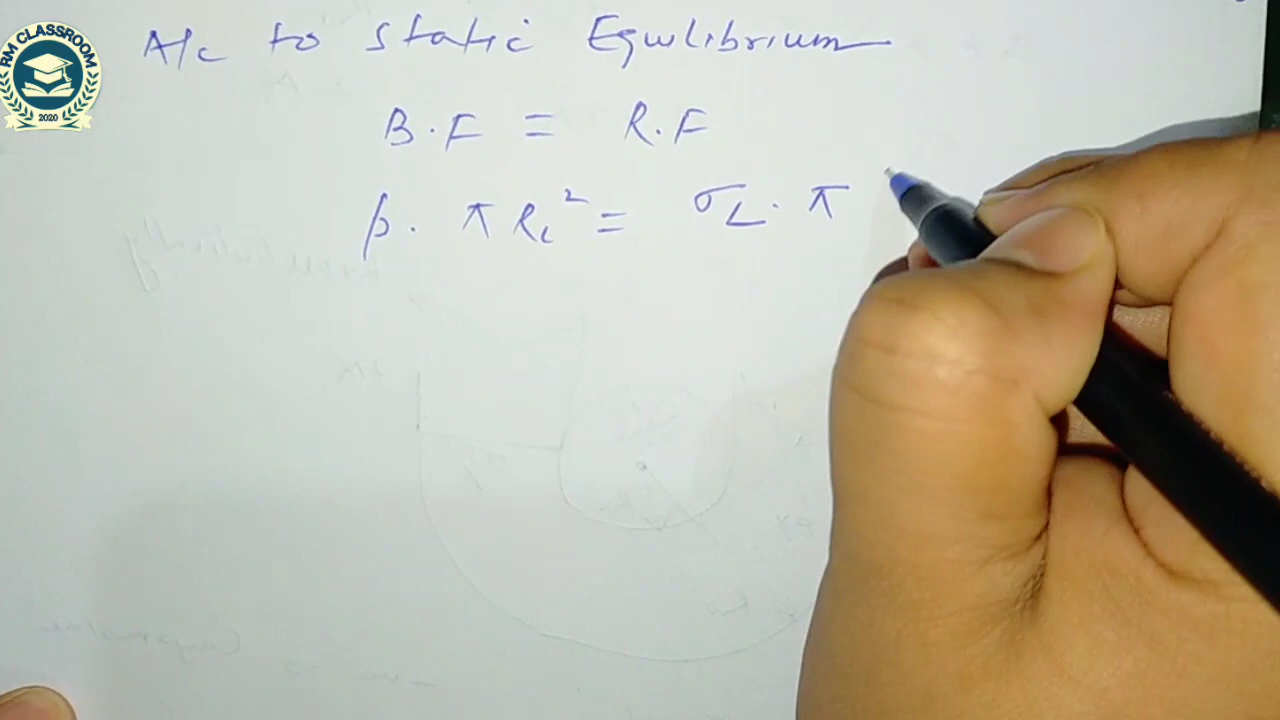 RM CLASSROOM
2020
A/c to static Equlibrium
B.F = R.F
p. π Ri² = σL. π